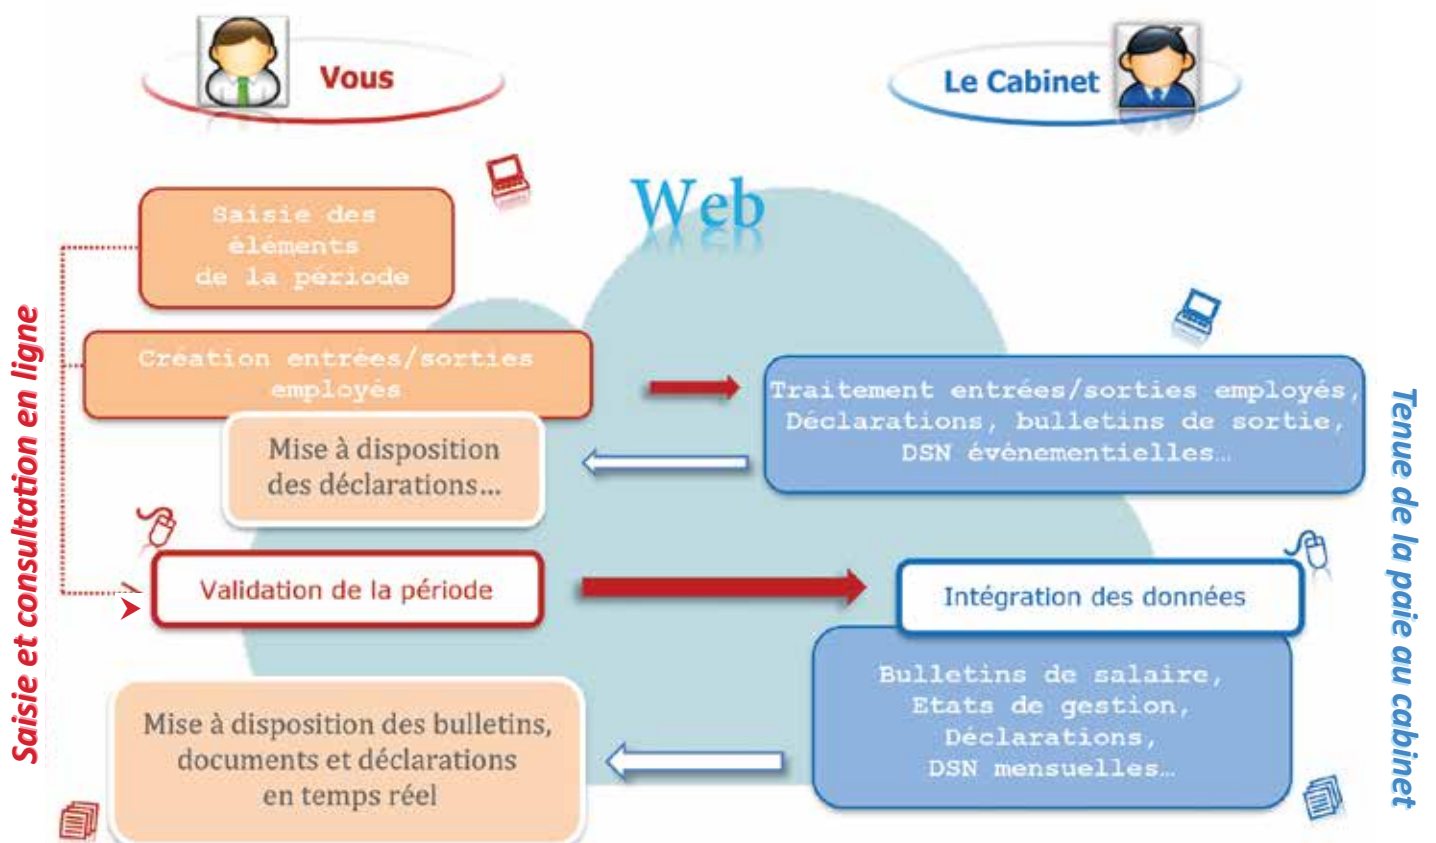 Vous
Le Cabinet
Web
Saisie et consultation en ligne
Saisie des
éléments
de la période
Création entrées/sorties
employés
Traitement entrées/sorties employés,
Déclarations, bulletins de sortie,
DSN événementielles…
Mise à disposition
des déclarations…
Validation de la période
Intégration des données
Bulletins de salaire,
Etats de gestion,
Déclarations,
DSN mensuelles…
Mise à disposition des bulletins,
documents et déclarations
en temps réel
Tenue de la paie au cabinet